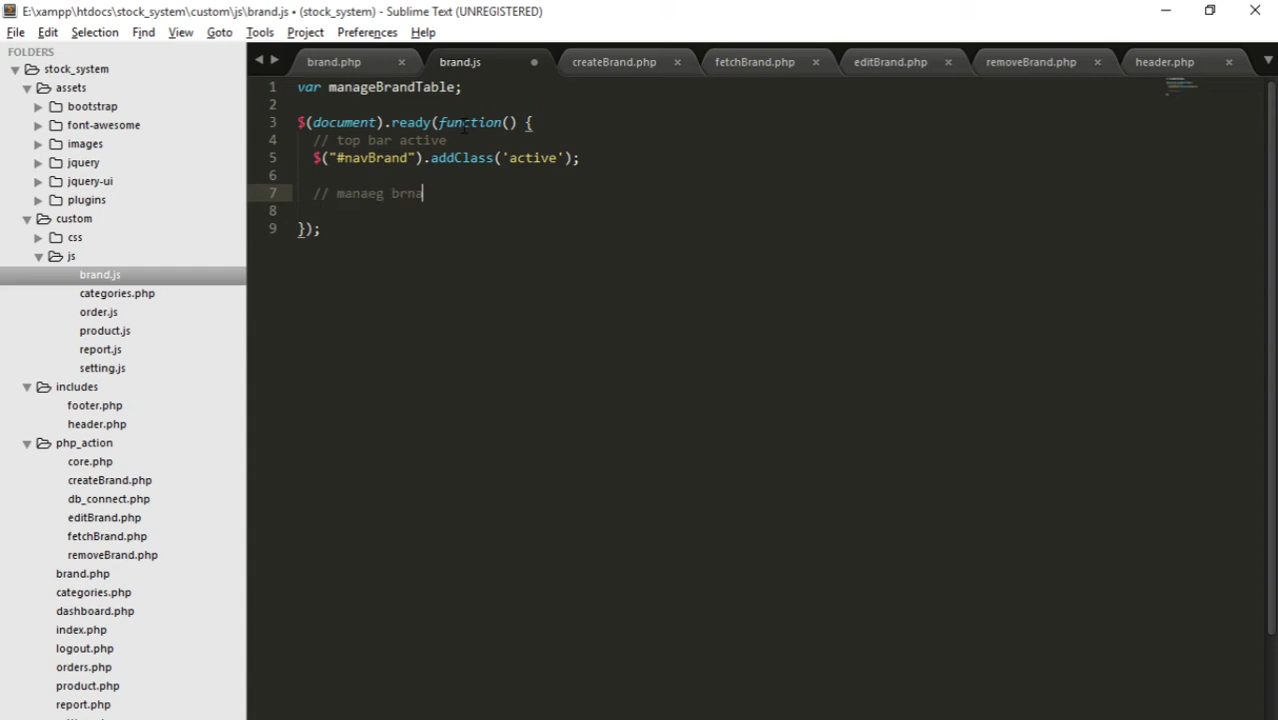 E:\xampp\htdocs\stock_system\custom\js\brand.js • (stock_system) - Sublime Text (UNREGISTERED)
File Edit Selection Find View Goto Tools Project Preferences Help
FOLDERS
stock_system
assets
bootstrap
font-awesome
images
jquery
jquery-ui
plugins
custom
css
js
brand.js
categories.php
order.js
product.js
report.js
setting.js
includes
footer.php
header.php
php_action
core.php
createBrand.php
db_connect.php
editBrand.php
fetchBrand.php
removeBrand.php
brand.php
categories.php
dashboard.php
index.php
logout.php
orders.php
product.php
report.php
brand.php brand.js createBrand.php fetchBrand.php editBrand.php removeBrand.php header.php
1 var manageBrandTable;
2
3 $(document).ready(function() {
4 // top bar active
5 $("#navBrand").addClass('active');
6
7 // manaeg brna
8
9 });